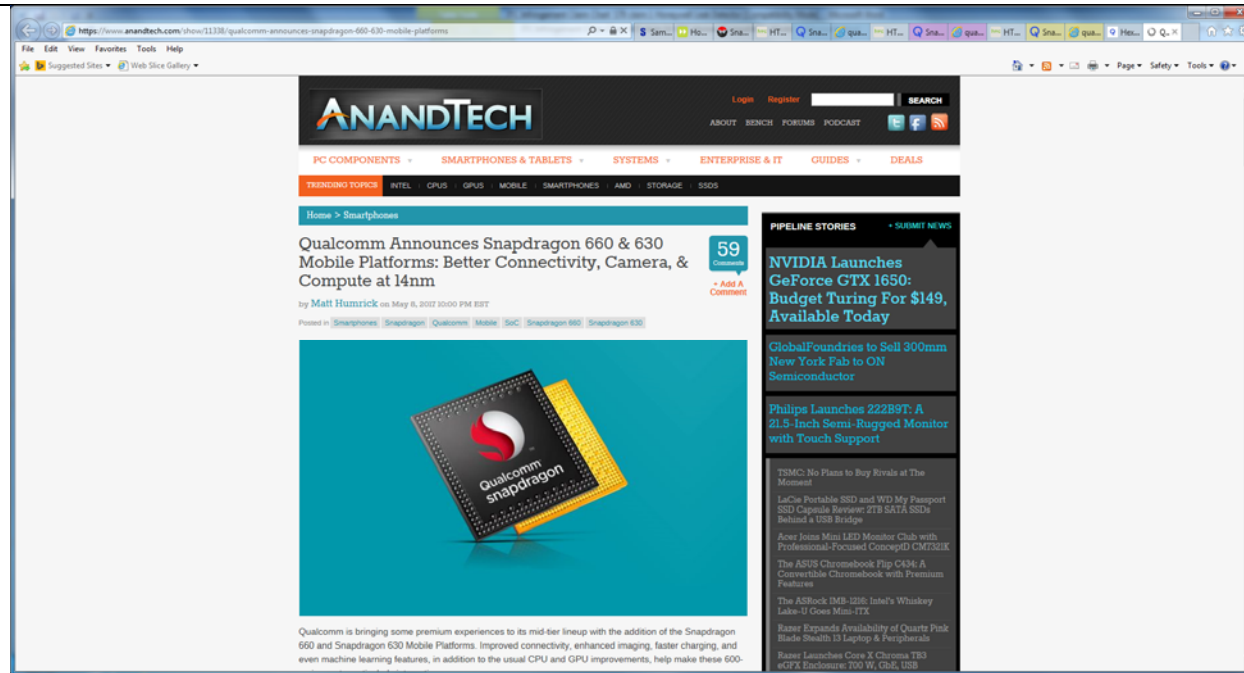 https://www.anandtech.com/show/11338/qualcomm-announces-snapdragon-660-630-mobile-platforms
Sam... Ho... Sna... HT... Sna... qua... HT... Sna... qua... HT... Sna... qua... Hex... Q..
File Edit View Favorites Tools Help
Suggested Sites Web Slice Gallery
Page Safety Tools
ANANDTECH
Login Register SEARCH
ABOUT BENCH FORUMS PODCAST
PC COMPONENTS SMARTPHONES & TABLETS SYSTEMS ENTERPRISE & IT GUIDES DEALS
TRENDING TOPICS INTEL CPUS GPUS MOBILE SMARTPHONES AMD STORAGE SSDS
Home > Smartphones
Qualcomm Announces Snapdragon 660 & 630
Mobile Platforms: Better Connectivity, Camera, &
Compute at 14nm
59
Comments
+ Add A
Comment
by Matt Humrick on May 8, 2017 10:00 PM EST
Posted in Smartphones Snapdragon Qualcomm Mobile SoC Snapdragon 660 Snapdragon 630
Qualcomm
snapdragon
Qualcomm is bringing some premium experiences to its mid-tier lineup with the addition of the Snapdragon
660 and Snapdragon 630 Mobile Platforms. Improved connectivity, enhanced imaging, faster charging, and
even machine learning features, in addition to the usual CPU and GPU improvements, help make these 600-
PIPELINE STORIES + SUBMIT NEWS
NVIDIA Launches
GeForce GTX 1650:
Budget Turing For $149,
Available Today
GlobalFoundries to Sell 300mm
New York Fab to ON
Semiconductor
Philips Launches 222B9T: A
21.5-Inch Semi-Rugged Monitor
with Touch Support
TSMC: No Plans to Buy Rivals at The
Moment
LaCie Portable SSD and WD My Passport
SSD Capsule Review: 2TB SATA SSDs
Behind a USB Bridge
Acer Joins Mini LED Monitor Club with
Professional-Focused ConceptD CM7321K
The ASUS Chromebook Flip C434: A
Convertible Chromebook with Premium
Features
The ASRock IMB-1216: Intel's Whiskey
Lake-U Goes Mini-ITX
Razer Expands Availability of Quartz Pink
Blade Stealth 13 Laptop & Peripherals
Razer Launches Core X Chroma TB3
eGFX Enclosure: 700 W, GbE, USB